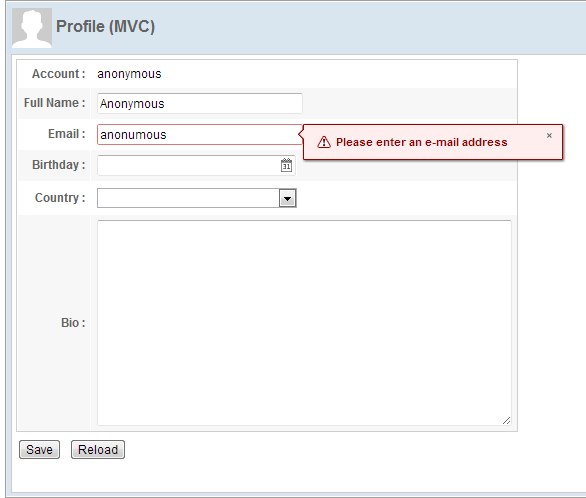 Profile (MVC)
Account : anonymous
Full Name : Anonymous
Email : anonumous
Please enter an e-mail address ×
Birthday : 31
Country :
Bio :
Save Reload